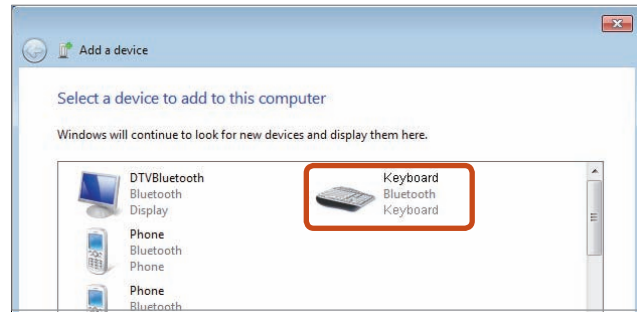 Add a device
Select a device to add to this computer
Windows will continue to look for new devices and display them here.
DTVBluetooth
Bluetooth
Display
Keyboard
Bluetooth
Keyboard
Phone
Bluetooth
Phone
Phone
Bluetooth